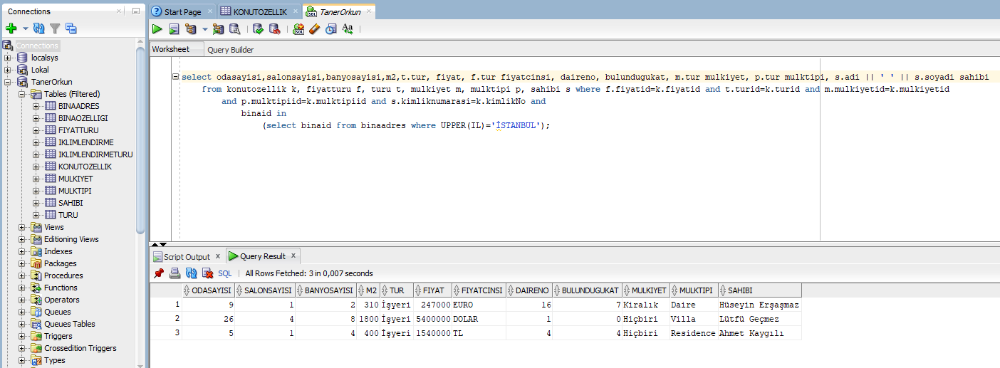 Connections
Start Page
KONUTOZELLIK
TanerOrkun
Connections
localsys
Lokal
TanerOrkun
Tables (Filtered)
BINAADRES
BINAOZELLIGI
FIYATTURU
IKLIMLENDIRME
IKLIMLENDIRMETURU
KONUTOZELLIK
MULKIYET
MULKTIPI
SAHIBI
TURU
Views
Editioning Views
Indexes
Packages
Procedures
Functions
Operators
Queues
Queues Tables
Triggers
Crossedition Triggers
Types
Worksheet Query Builder
select odasayisi,salonsayisi,banyosayisi,m2,t.tur, fiyat, f.tur fiyatcinsi, daireno, bulundugukat, m.tur mulkiyet, p.tur mulktipi, s.adi || ' ' || s.soyadi sahibi
from konutozellik k, fiyatturu f, turu t, mulkiyet m, mulktipi p, sahibi s where f.fiyatid=k.fiyatid and t.turid=k.turid and m.mulkiyetid=k.mulkiyetid
and p.mulktipiid=k.mulktipiid and s.kimliknumarasi=k.kimlikNo and
binaid in
(select binaid from binaadres where UPPER(IL)='İSTANBUL');
Script Output x Query Result x
SQL | All Rows Fetched: 3 in 0,007 seconds
ODASAYISI SALONSAYISI BANYOSAYISI M2 TUR FIYAT FIYATCINSI DAIRENO BULUNDUGUKAT MULKIYET MULKTIPI SAHIBI
1 9 1 2 310 İşyeri 247000 EURO 16 7 Kiralık Daire Hüseyin Erşaşmaz
2 26 4 8 1800 İşyeri 5400000 DOLAR 1 0 Hiçbiri Villa Lütfü Geçmez
3 5 1 4 400 İşyeri 1540000 TL 4 4 Hiçbiri Residence Ahmet Kaygılı